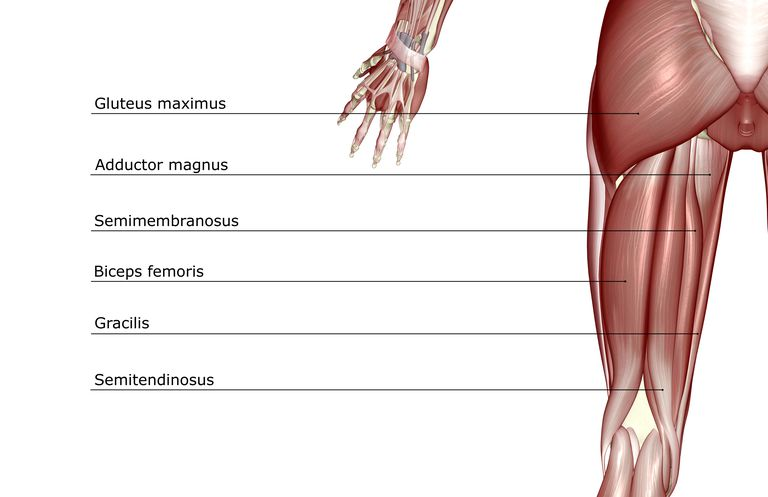 Gluteus maximus
Adductor magnus
Semimembranosus
Biceps femoris
Gracilis
Semitendinosus